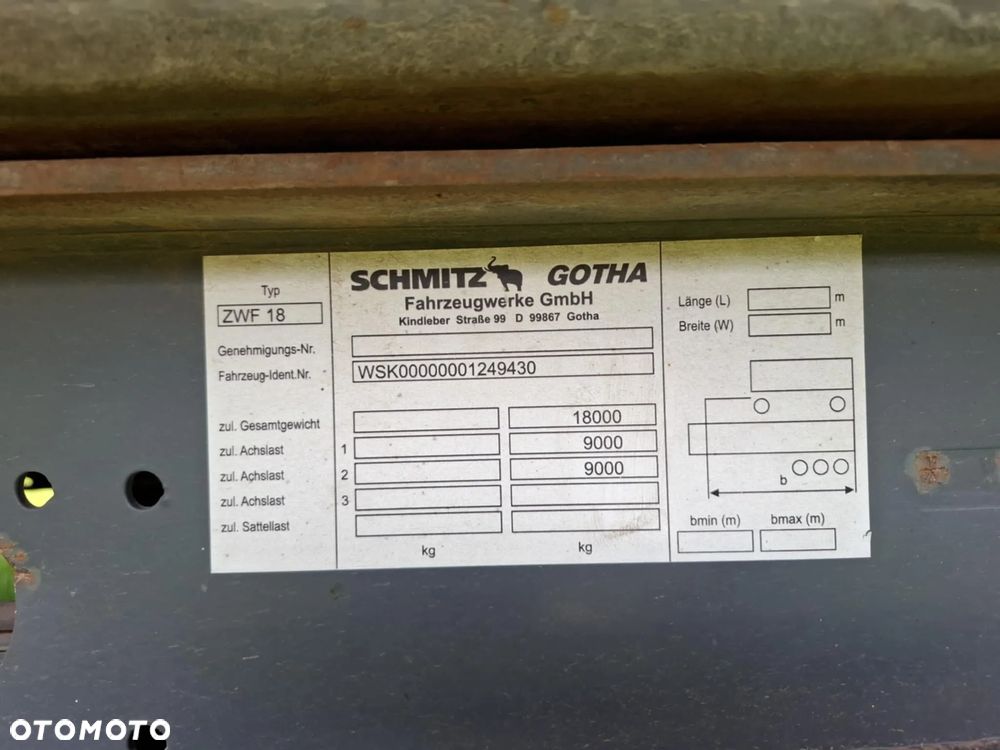 SCHMITZ GOTHA
Fahrzeugwerke GmbH
Kindleber Straße 99 D 99867 Gotha
Typ
ZWF 18
Genehmigungs-Nr.
Fahrzeug-Ident.Nr. WSK00000001249430
zul. Gesamtgewicht 18000
zul. Achslast 1 9000
zul. Achslast 2 9000
zul. Achslast 3
zul. Sattellast
kg kg
Länge (L) m
Breite (W) m
b
bmin (m) bmax (m)
OTOMOTO